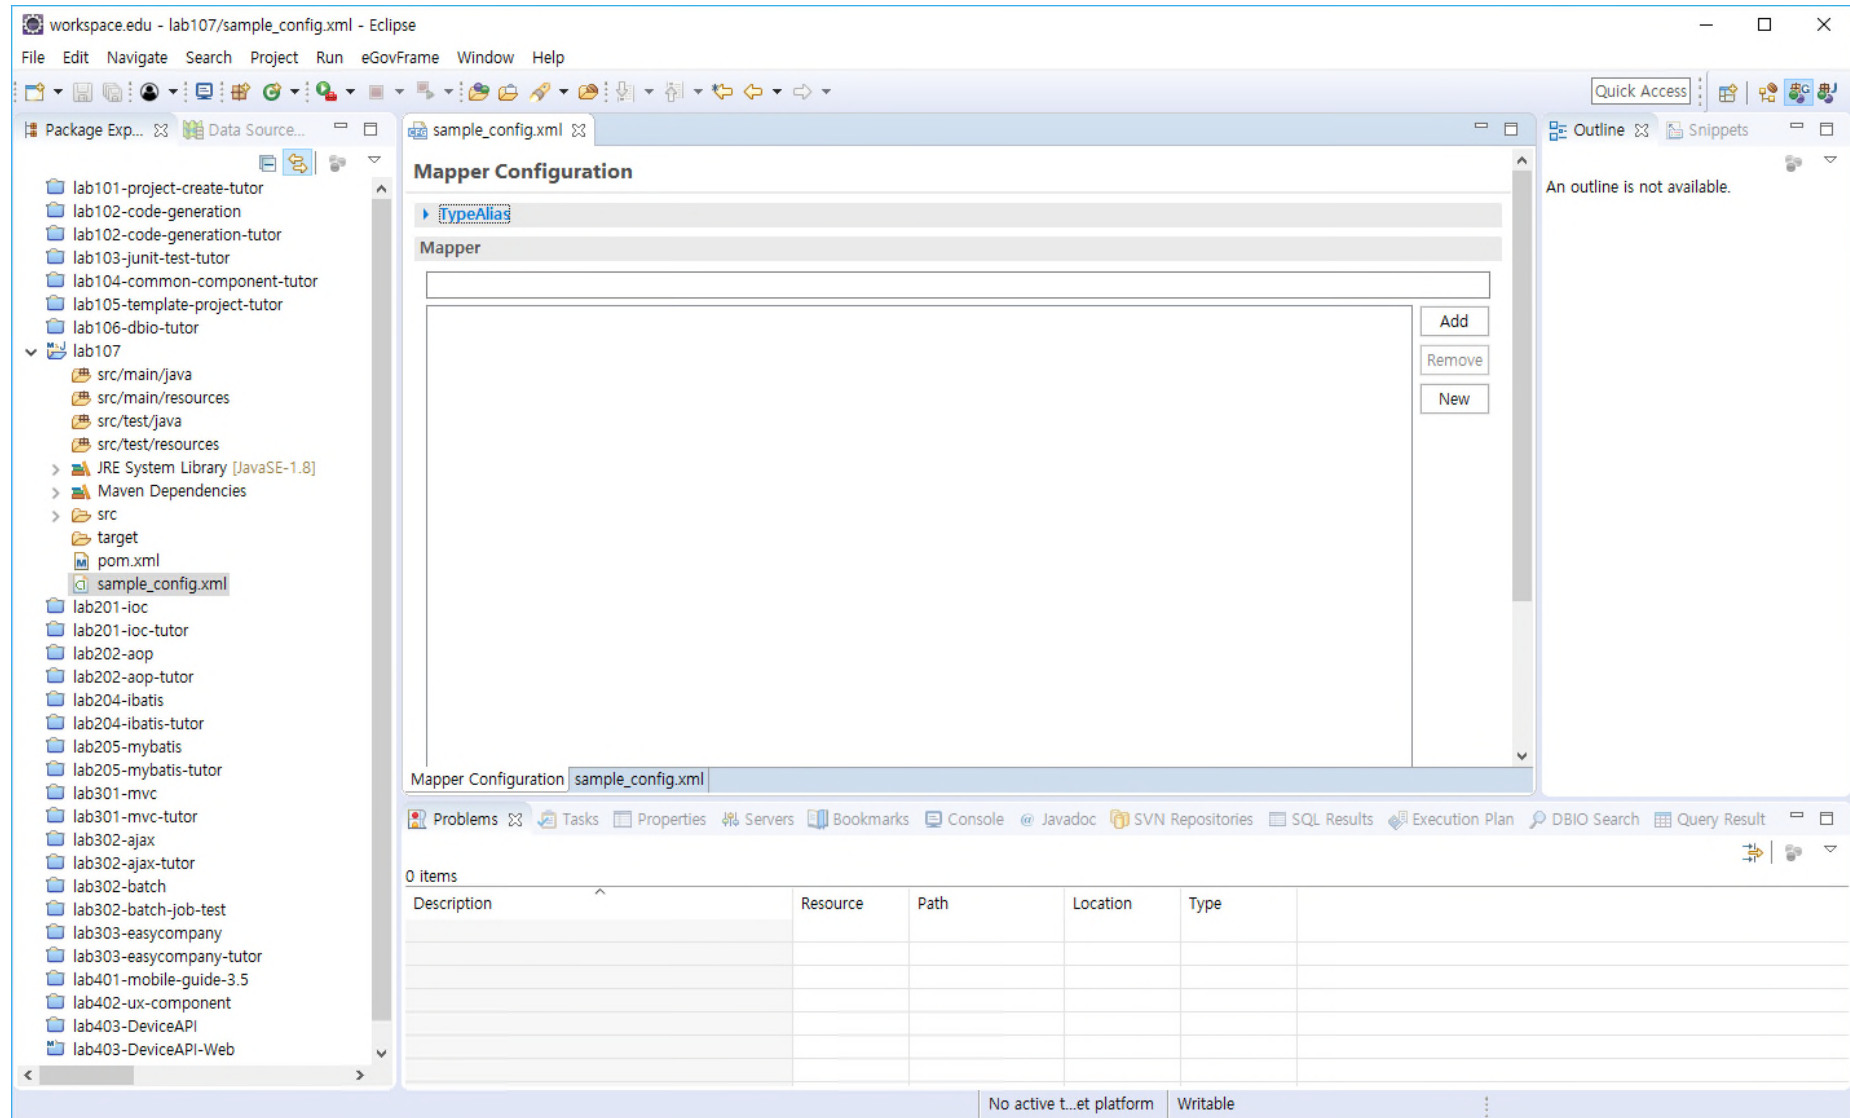 workspace.edu - lab107/sample_config.xml - Eclipse
File Edit Navigate Search Project Run eGovFrame Window Help
Quick Access
Package Exp... Data Source...
lab101-project-create-tutor
lab102-code-generation
lab102-code-generation-tutor
lab103-junit-test-tutor
lab104-common-component-tutor
lab105-template-project-tutor
lab106-dbio-tutor
lab107
src/main/java
src/main/resources
src/test/java
src/test/resources
JRE System Library [JavaSE-1.8]
Maven Dependencies
src
target
pom.xml
sample_config.xml
lab201-ioc
lab201-ioc-tutor
lab202-aop
lab202-aop-tutor
lab204-ibatis
lab204-ibatis-tutor
lab205-mybatis
lab205-mybatis-tutor
lab301-mvc
lab301-mvc-tutor
lab302-ajax
lab302-ajax-tutor
lab302-batch
lab302-batch-job-test
lab303-easycompany
lab303-easycompany-tutor
lab401-mobile-guide-3.5
lab402-ux-component
lab403-DeviceAPI
lab403-DeviceAPI-Web
sample_config.xml
Mapper Configuration
TypeAlias
Mapper
Add
Remove
New
Mapper Configuration sample_config.xml
Outline Snippets
An outline is not available.
Problems Tasks Properties Servers Bookmarks Console @ Javadoc SVN Repositories SQL Results Execution Plan DBIO Search Query Result
0 items
Description Resource Path Location Type
No active t...et platform Writable